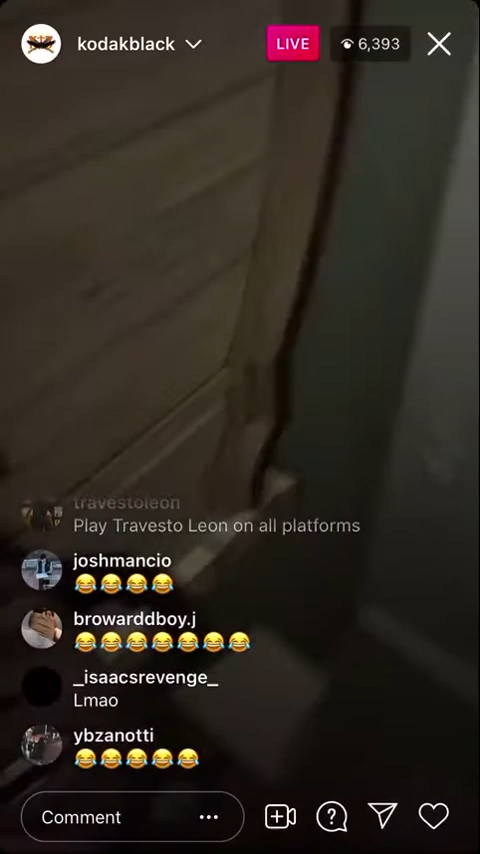 kodakblack
LIVE
6,393
travestoleon
Play Travesto Leon on all platforms
joshmancio
😂😂😂😂
browarddboy.j
😂😂😂😂😂😂😂
_isaacsrevenge_
Lmao
ybzanotti
😂😂😂😂😂
Comment